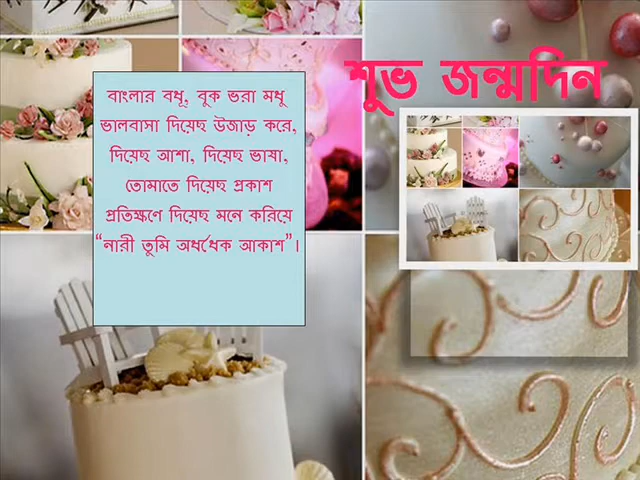 শুভ জন্মদিন
বাংলার বধূ, বূক ভরা মধূ
ভালবাসা দিয়েছ উজাড় করে,
দিয়েছ আশা, দিয়েছ ভাষা,
তোমাতে দিয়েছ প্রকাশ
প্রতিক্ষণে দিয়েছ মনে করিয়ে
“নারী তুমি অর্ধেক আকাশ”।